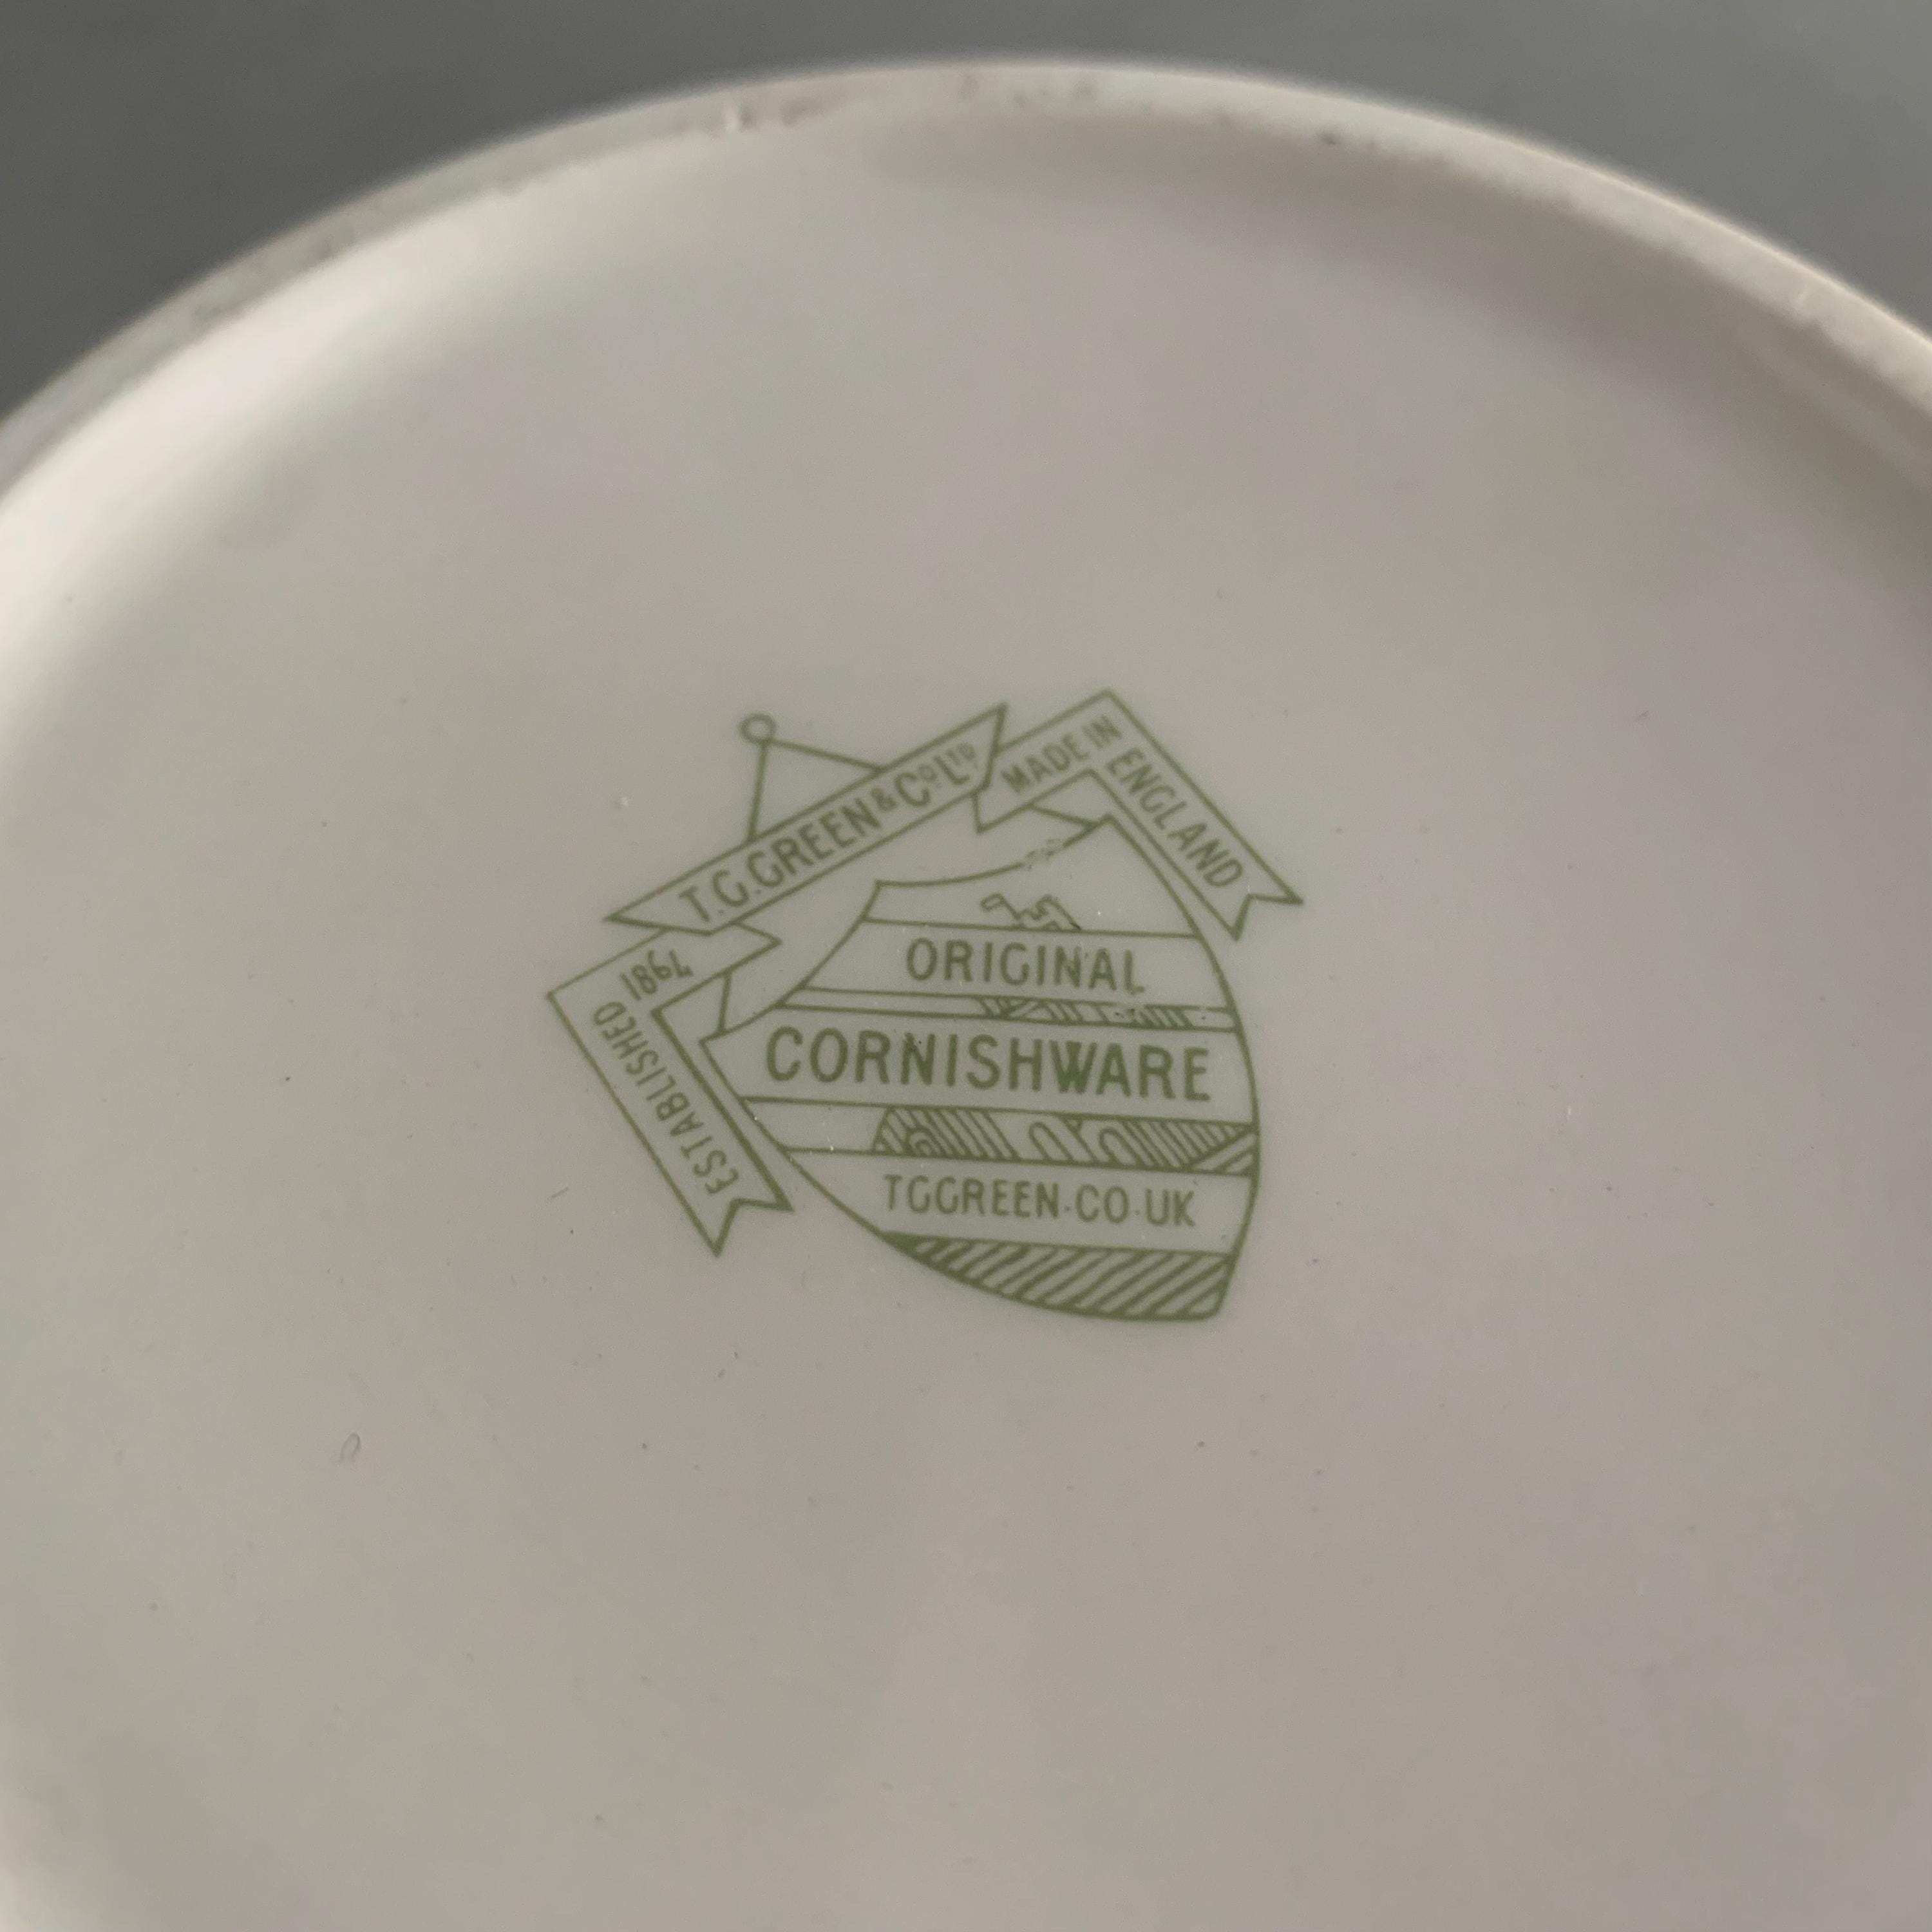 T.G.GREEN & Cº LTD
MADE IN ENGLAND
ESTABLISHED 1864
ORIGINAL
CORNISHWARE
TGGREEN.CO.UK